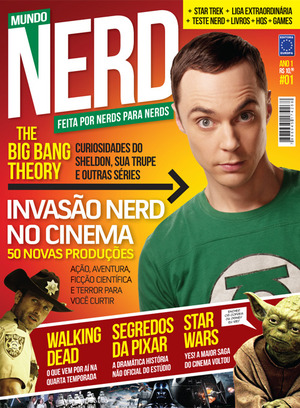 MUNDO
NERD
FEITA POR NERDS PARA NERDS
+ STAR TREK + LIGA EXTRAORDINÁRIA
+ TESTE NERD + LIVROS + HQS + GAMES
EDITORA
EUROPA
ANO 1
#01
THE
BIG BANG
THEORY
CURIOSIDADES DO
SHELDON, SUA TRUPE
E OUTRAS SÉRIES
INVASÃO NERD
NO CINEMA
50 NOVAS PRODUÇÕES
AÇÃO, AVENTURA,
FICÇÃO CIENTÍFICA
E TERROR PARA
VOCÊ CURTIR
WALKING
DEAD
O QUE VEM POR AÍ NA
QUARTA TEMPORADA
SEGREDOS
DA PIXAR
A DRAMÁTICA HISTÓRIA
NÃO OFICIAL DO ESTÚDIO
STAR
WARS
YES! A MAIOR SAGA
DO CINEMA VOLTOU